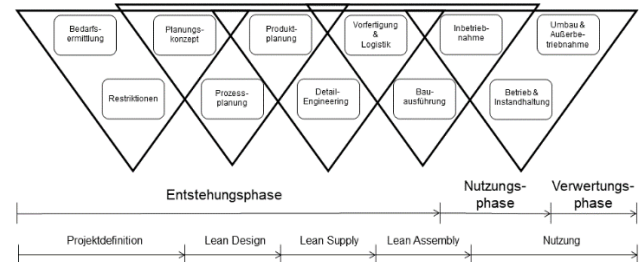 Bedarfs-
ermittlung
Planungs-
konzept
Produkt-
planung
Vorfertigung
&
Logistik
Inbetrieb-
nahme
Umbau &
Außerbe-
triebnahme
Restriktionen
Prozess-
planung
Detail-
Engineering
Bau-
ausführung
Betrieb &
Instandhaltung
Entstehungsphase
Nutzungs-
phase
Verwertungs-
phase
Projektdefinition
Lean Design
Lean Supply
Lean Assembly
Nutzung